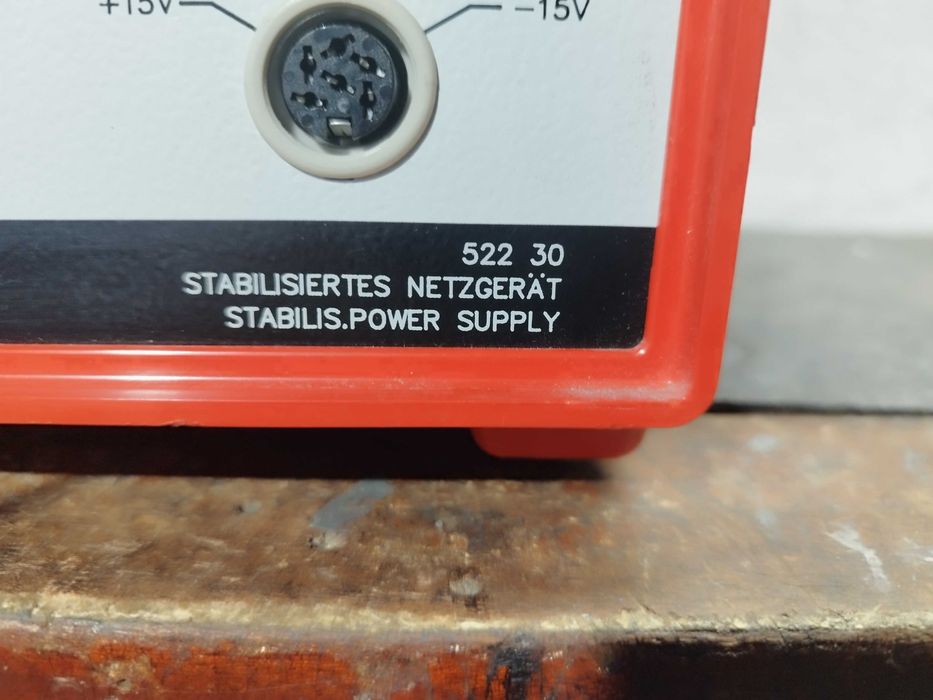 +15V
−15V
522 30
STABILISIERTES NETZGERÄT
STABILIS.POWER SUPPLY